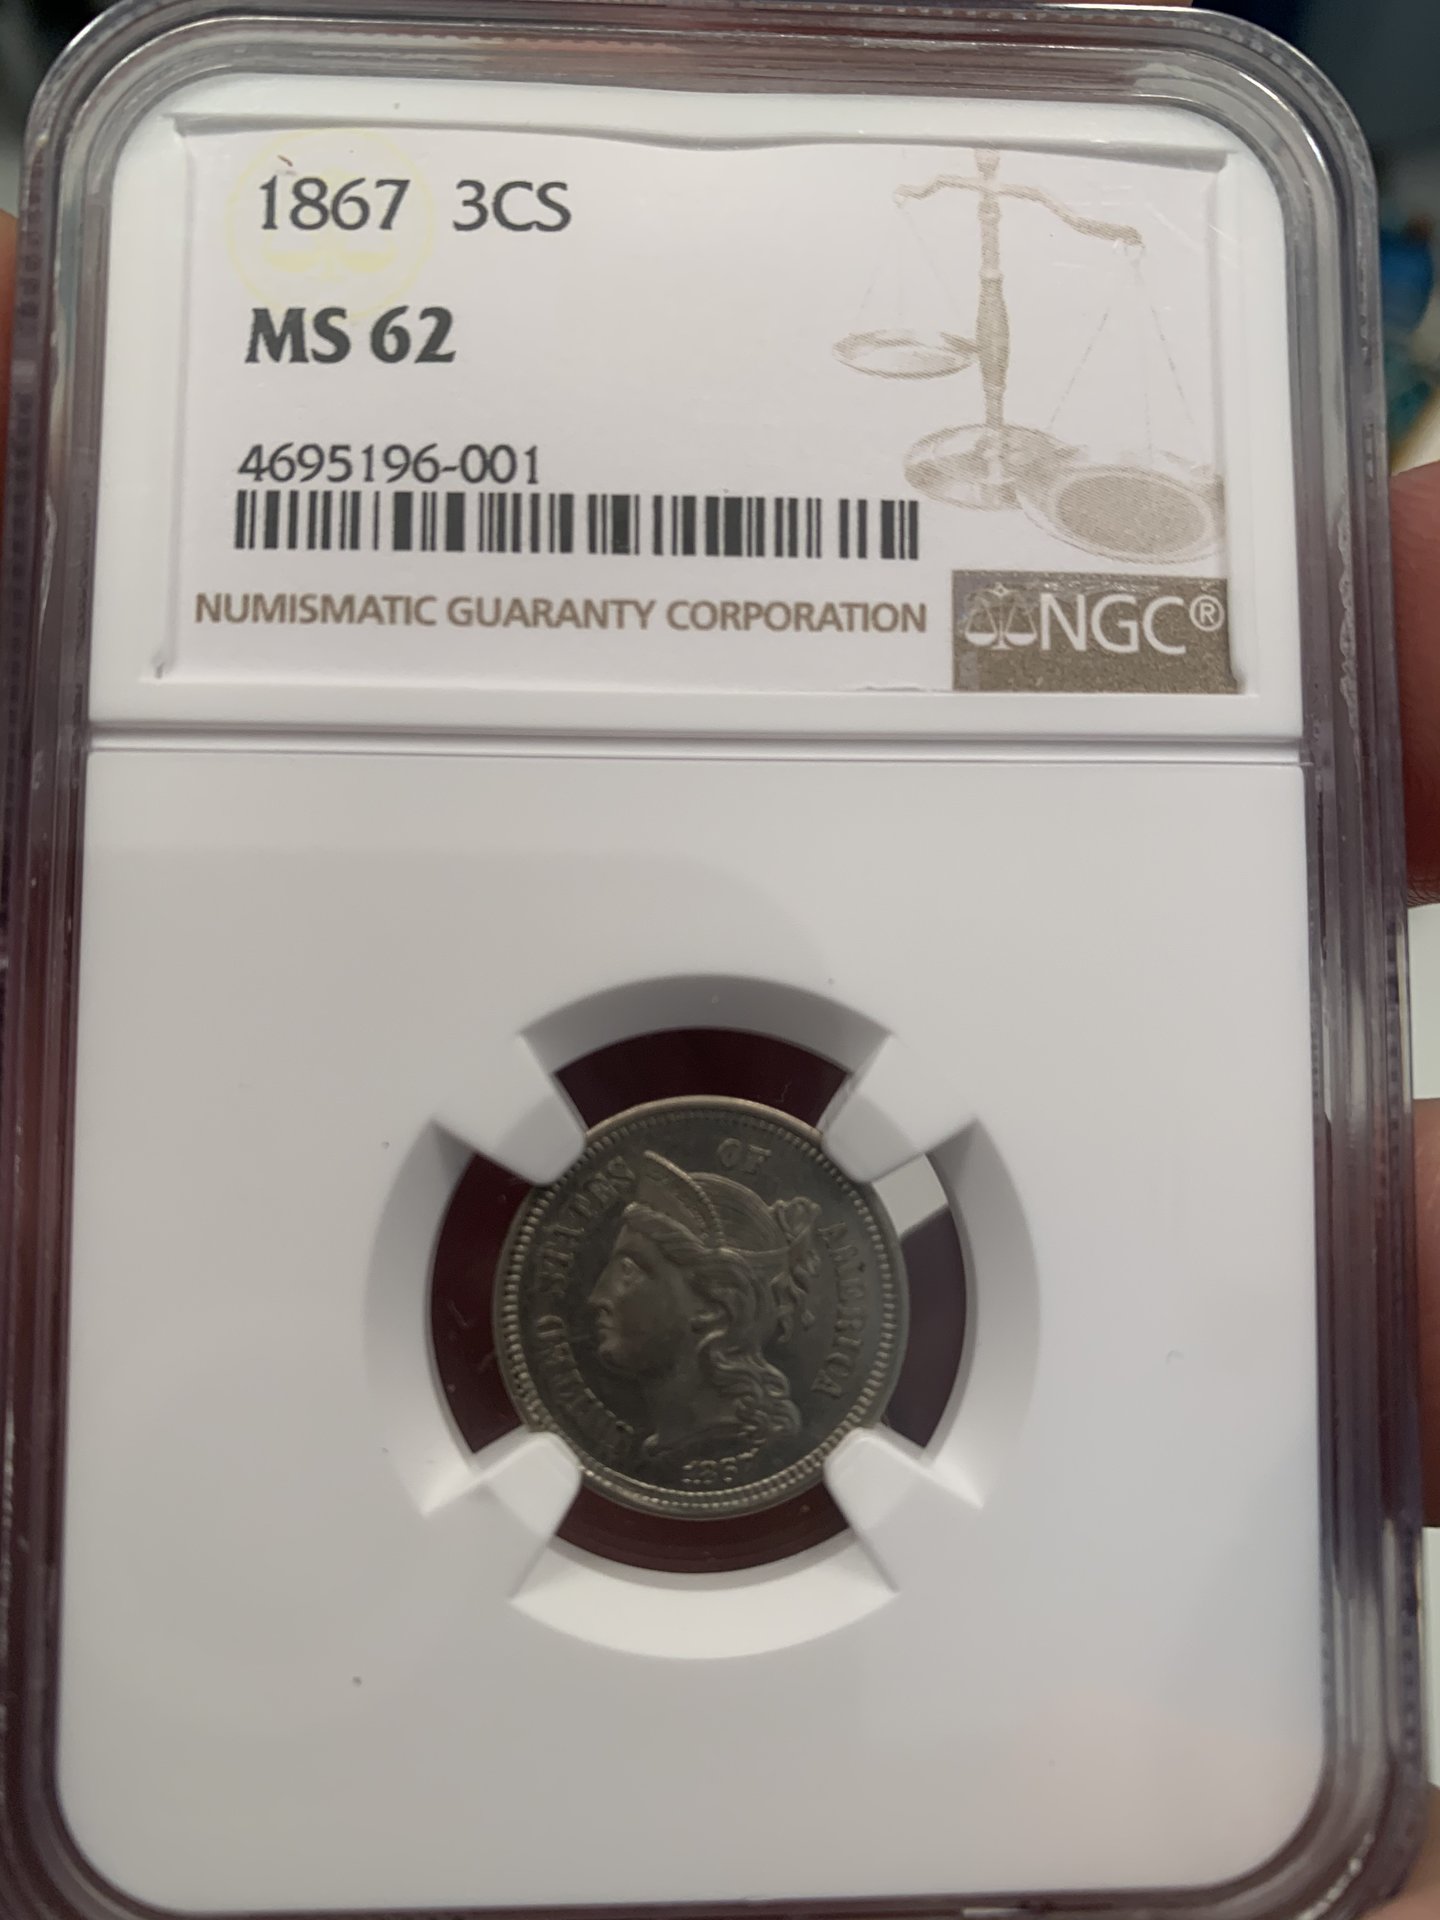 1867 3CS
MS 62
4695196-001
NUMISMATIC GUARANTY CORPORATION
NGC®
UNITED STATES OF AMERICA
1867